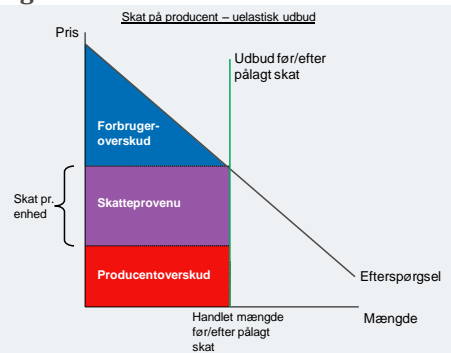 Skat på producent – uelastisk udbud
Pris
Udbud før/efter
pålagt skat
Forbruger-
overskud
Skat pr.
enhed
Skatteprovenu
Producentoverskud
Efterspørgsel
Handlet mængde
før/efter pålagt
skat
Mængde